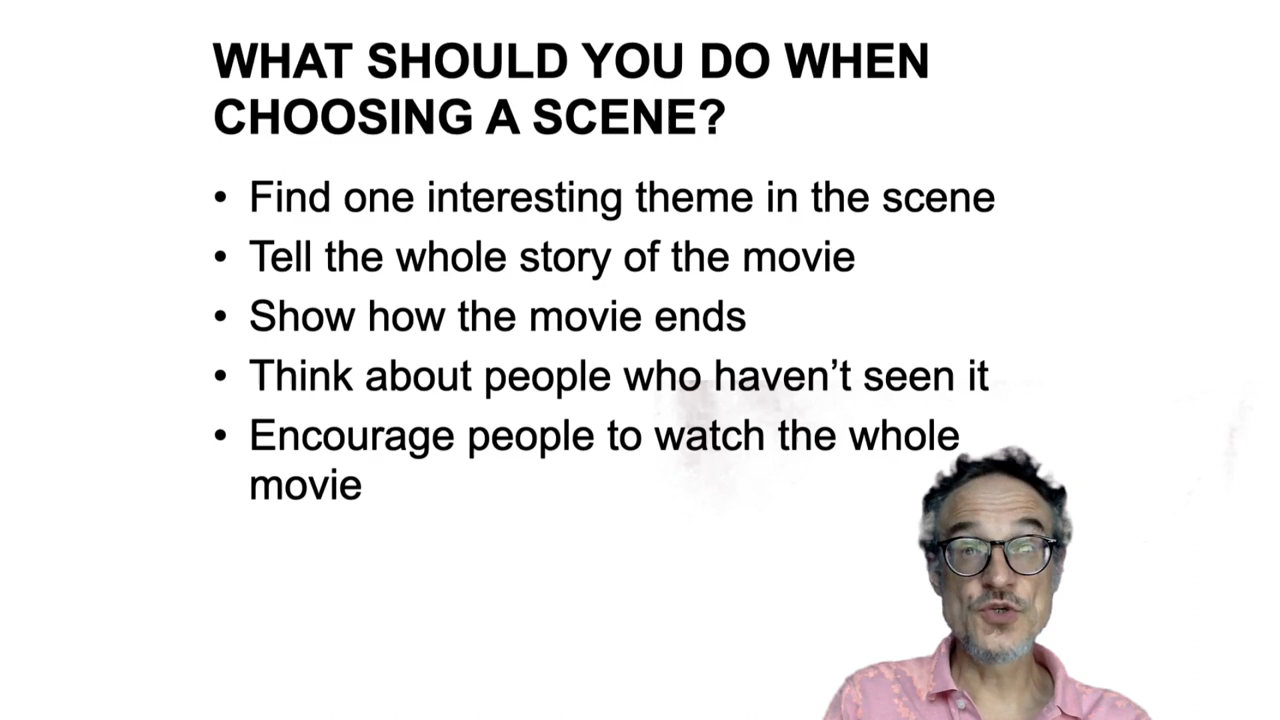 WHAT SHOULD YOU DO WHEN
CHOOSING A SCENE?
• Find one interesting theme in the scene
• Tell the whole story of the movie
• Show how the movie ends
• Think about people who haven’t seen it
• Encourage people to watch the whole
movie